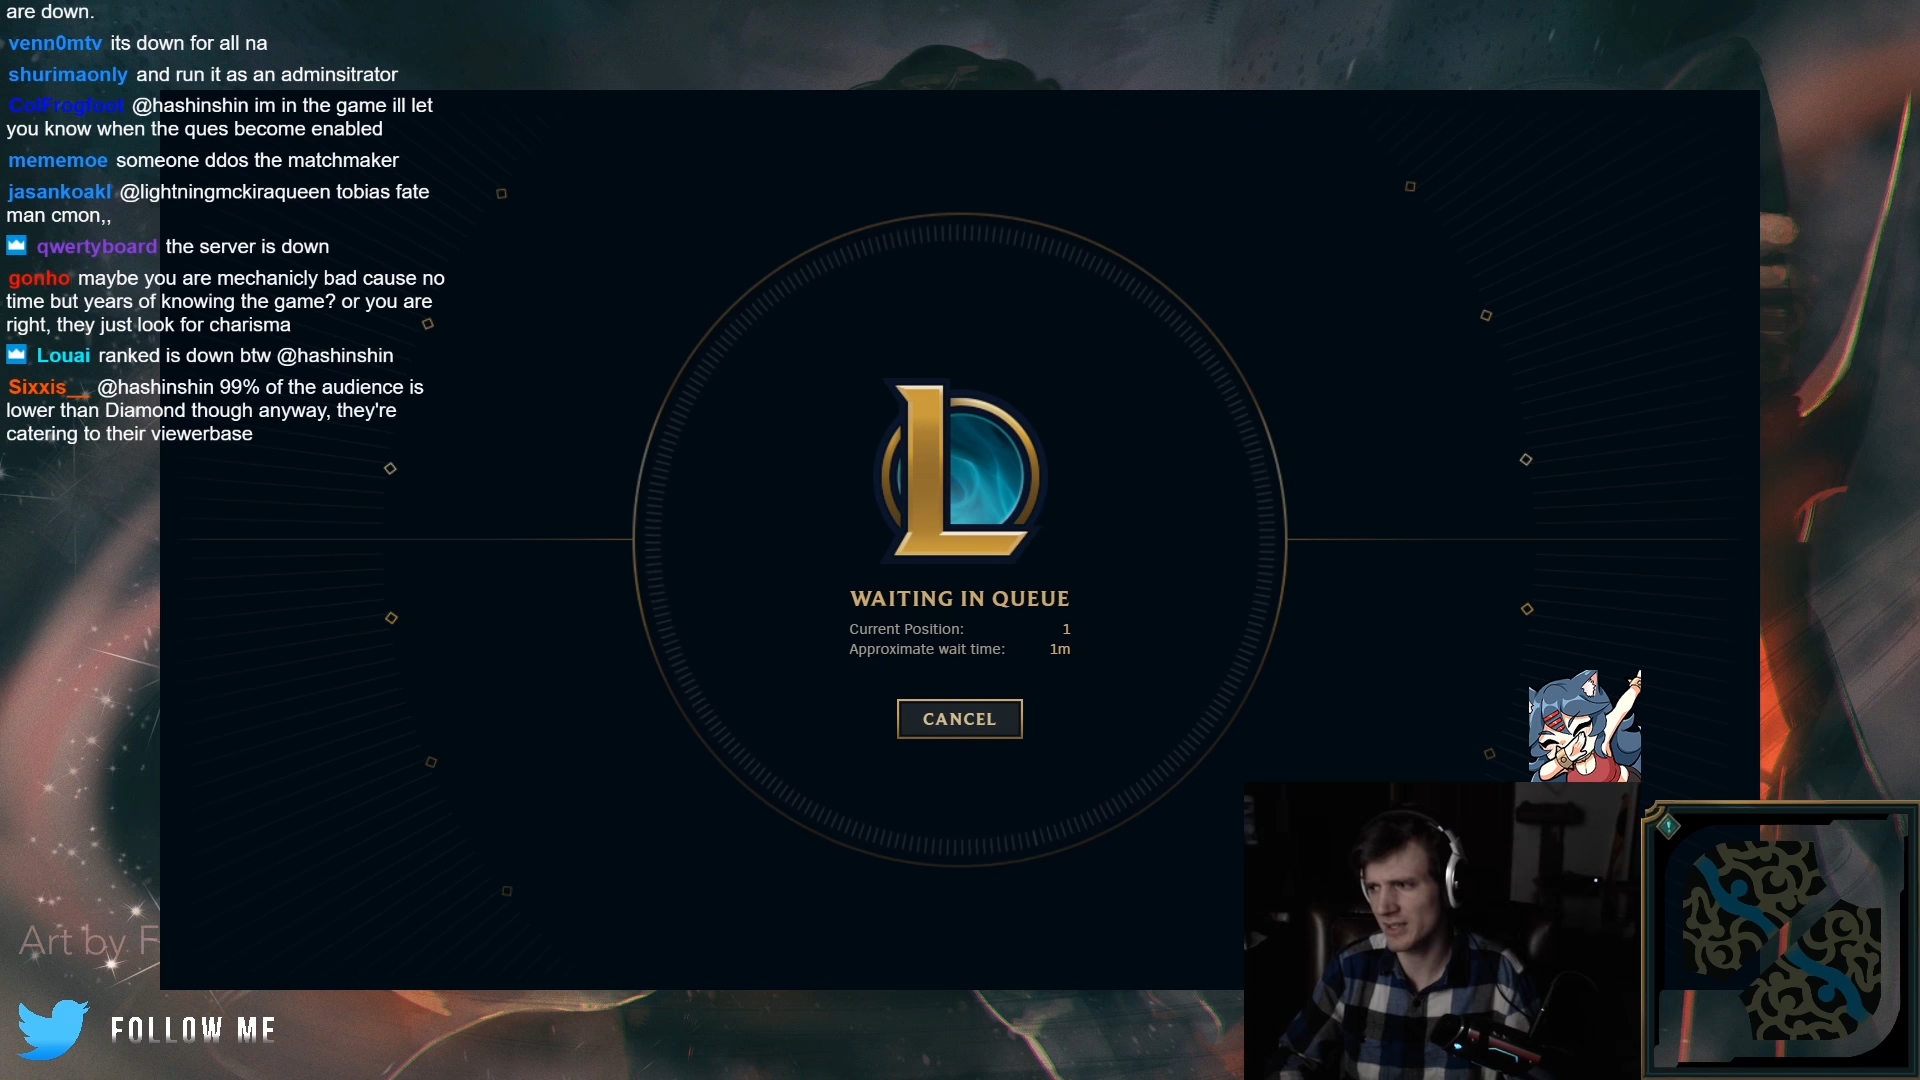 are down.
venn0mtv its down for all na
shurimaonly and run it as an adminsitrator
ColFrogfoot @hashinshin im in the game ill let
you know when the ques become enabled
mememoe someone ddos the matchmaker
jasankoakl @lightningmckiraqueen tobias fate
man cmon,,
qwertyboard the server is down
gonho maybe you are mechanicly bad cause no
time but years of knowing the game? or you are
right, they just look for charisma
Louai ranked is down btw @hashinshin
Sixxis__ @hashinshin 99% of the audience is
lower than Diamond though anyway, they're
catering to their viewerbase
WAITING IN QUEUE
Current Position: 1
Approximate wait time: 1m
CANCEL
Art by F
FOLLOW ME